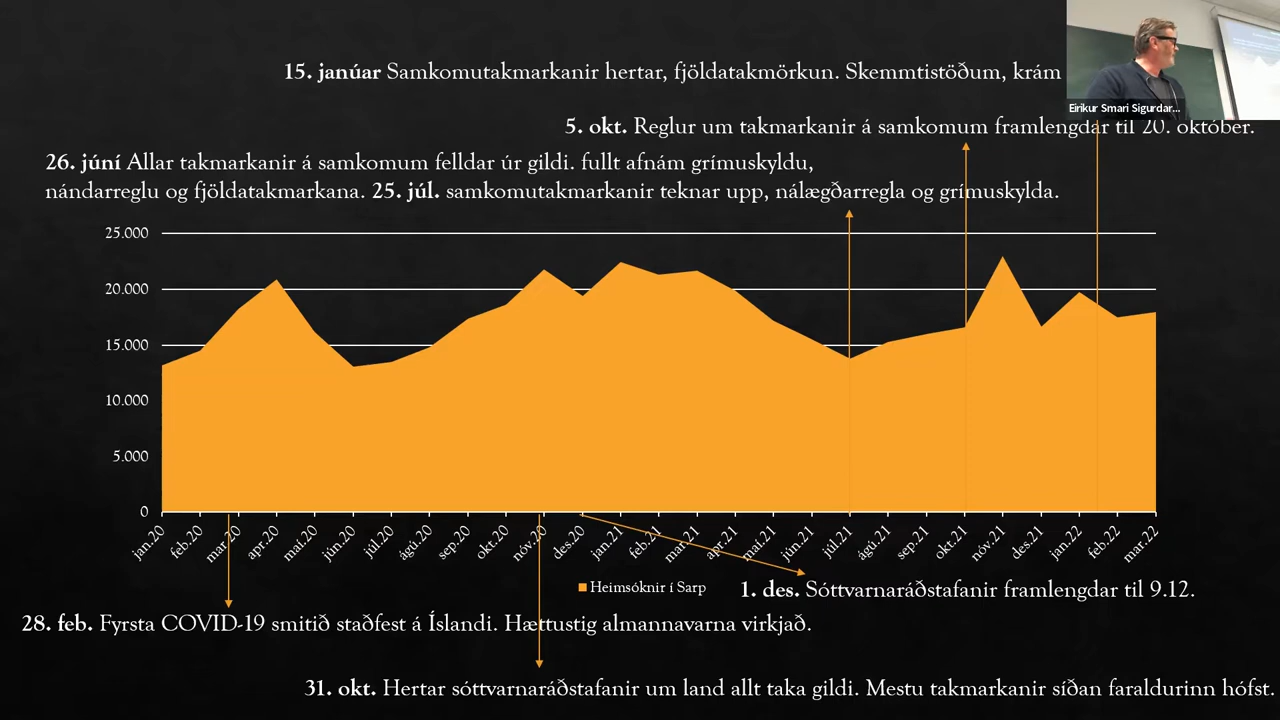 15. janúar Samkomutakmarkanir hertar, fjöldatakmörkun. Skemmtistöðum, krám
Eirikur Smari Sigurdar...
5. okt. Reglur um takmarkanir á samkomum framlengdar til 20. október.
26. júní Allar takmarkanir á samkomum felldar úr gildi. fullt afnám grímuskyldu,
nándarreglu og fjöldatakmarkana. 25. júl. samkomutakmarkanir teknar upp, nálægðarregla og grímuskylda.
25.000
20.000
15.000
10.000
5.000
0
jan.20 feb.20 mar.20 apr.20 maí.20 jún.20 júl.20 ágú.20 sep.20 okt.20 nóv.20 des.20 jan.21 feb.21 mar.21 apr.21 maí.21 jún.21 júl.21 ágú.21 sep.21 okt.21 nóv.21 des.21 jan.22 feb.22 mar.22
Heimsóknir í Sarp
1. des. Sóttvarnaráðstafanir framlengdar til 9.12.
28. feb. Fyrsta COVID-19 smitið staðfest á Íslandi. Hættustig almannavarna virkjað.
31. okt. Hertar sóttvarnaráðstafanir um land allt taka gildi. Mestu takmarkanir síðan faraldurinn hófst.